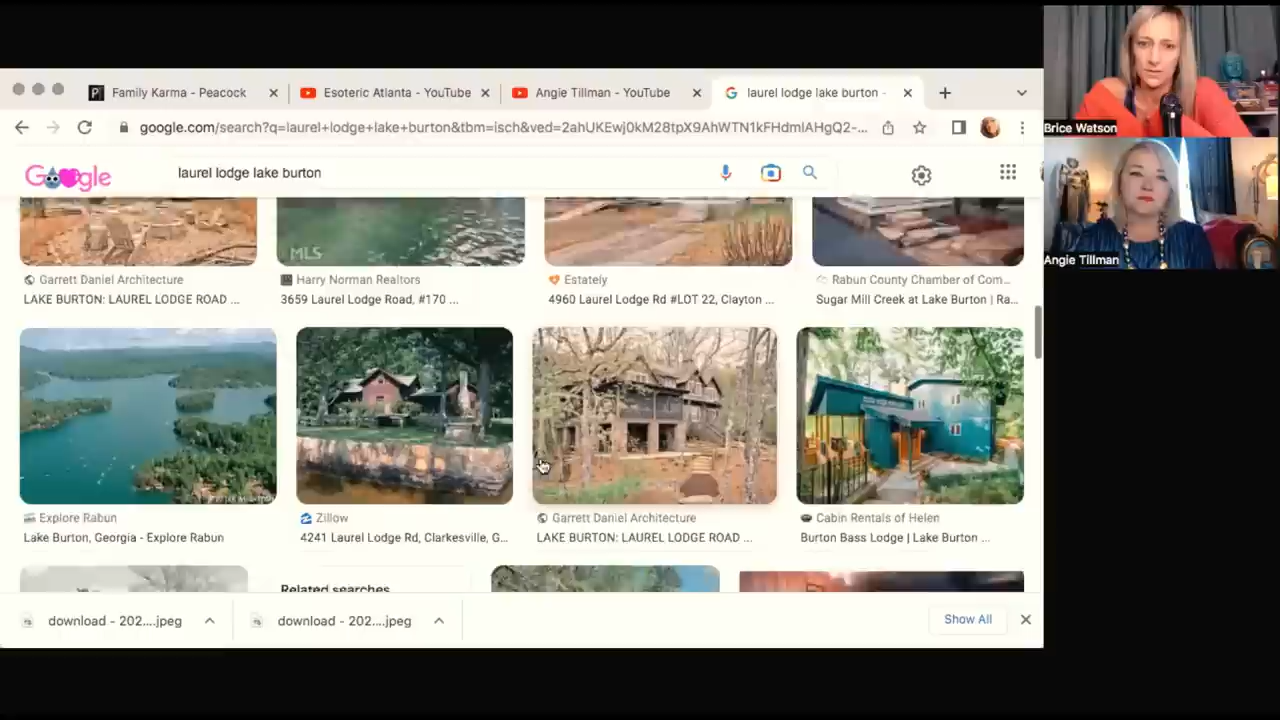 Family Karma - Peacock
Esoteric Atlanta - YouTube
Angie Tillman - YouTube
laurel lodge lake burton -
google.com/search?q=laurel+lodge+lake+burton&tbm=isch&ved=2ahUKEwj0kM28tpX9AhWTN1kFHdmlAHgQ2-...
Google
laurel lodge lake burton
MLS
Garrett Daniel Architecture
Harry Norman Realtors
Estately
Rabun County Chamber of Com...
LAKE BURTON: LAUREL LODGE ROAD ...
3659 Laurel Lodge Road, #170 ...
4960 Laurel Lodge Rd #LOT 22, Clayton ...
Sugar Mill Creek at Lake Burton | Ra...
Explore Rabun
Zillow
Garrett Daniel Architecture
Cabin Rentals of Helen
Lake Burton, Georgia - Explore Rabun
4241 Laurel Lodge Rd, Clarkesville, G...
LAKE BURTON: LAUREL LODGE ROAD ...
Burton Bass Lodge | Lake Burton ...
Related searches
download - 202....jpeg
download - 202....jpeg
Show All
Brice Watson
Angie Tillman